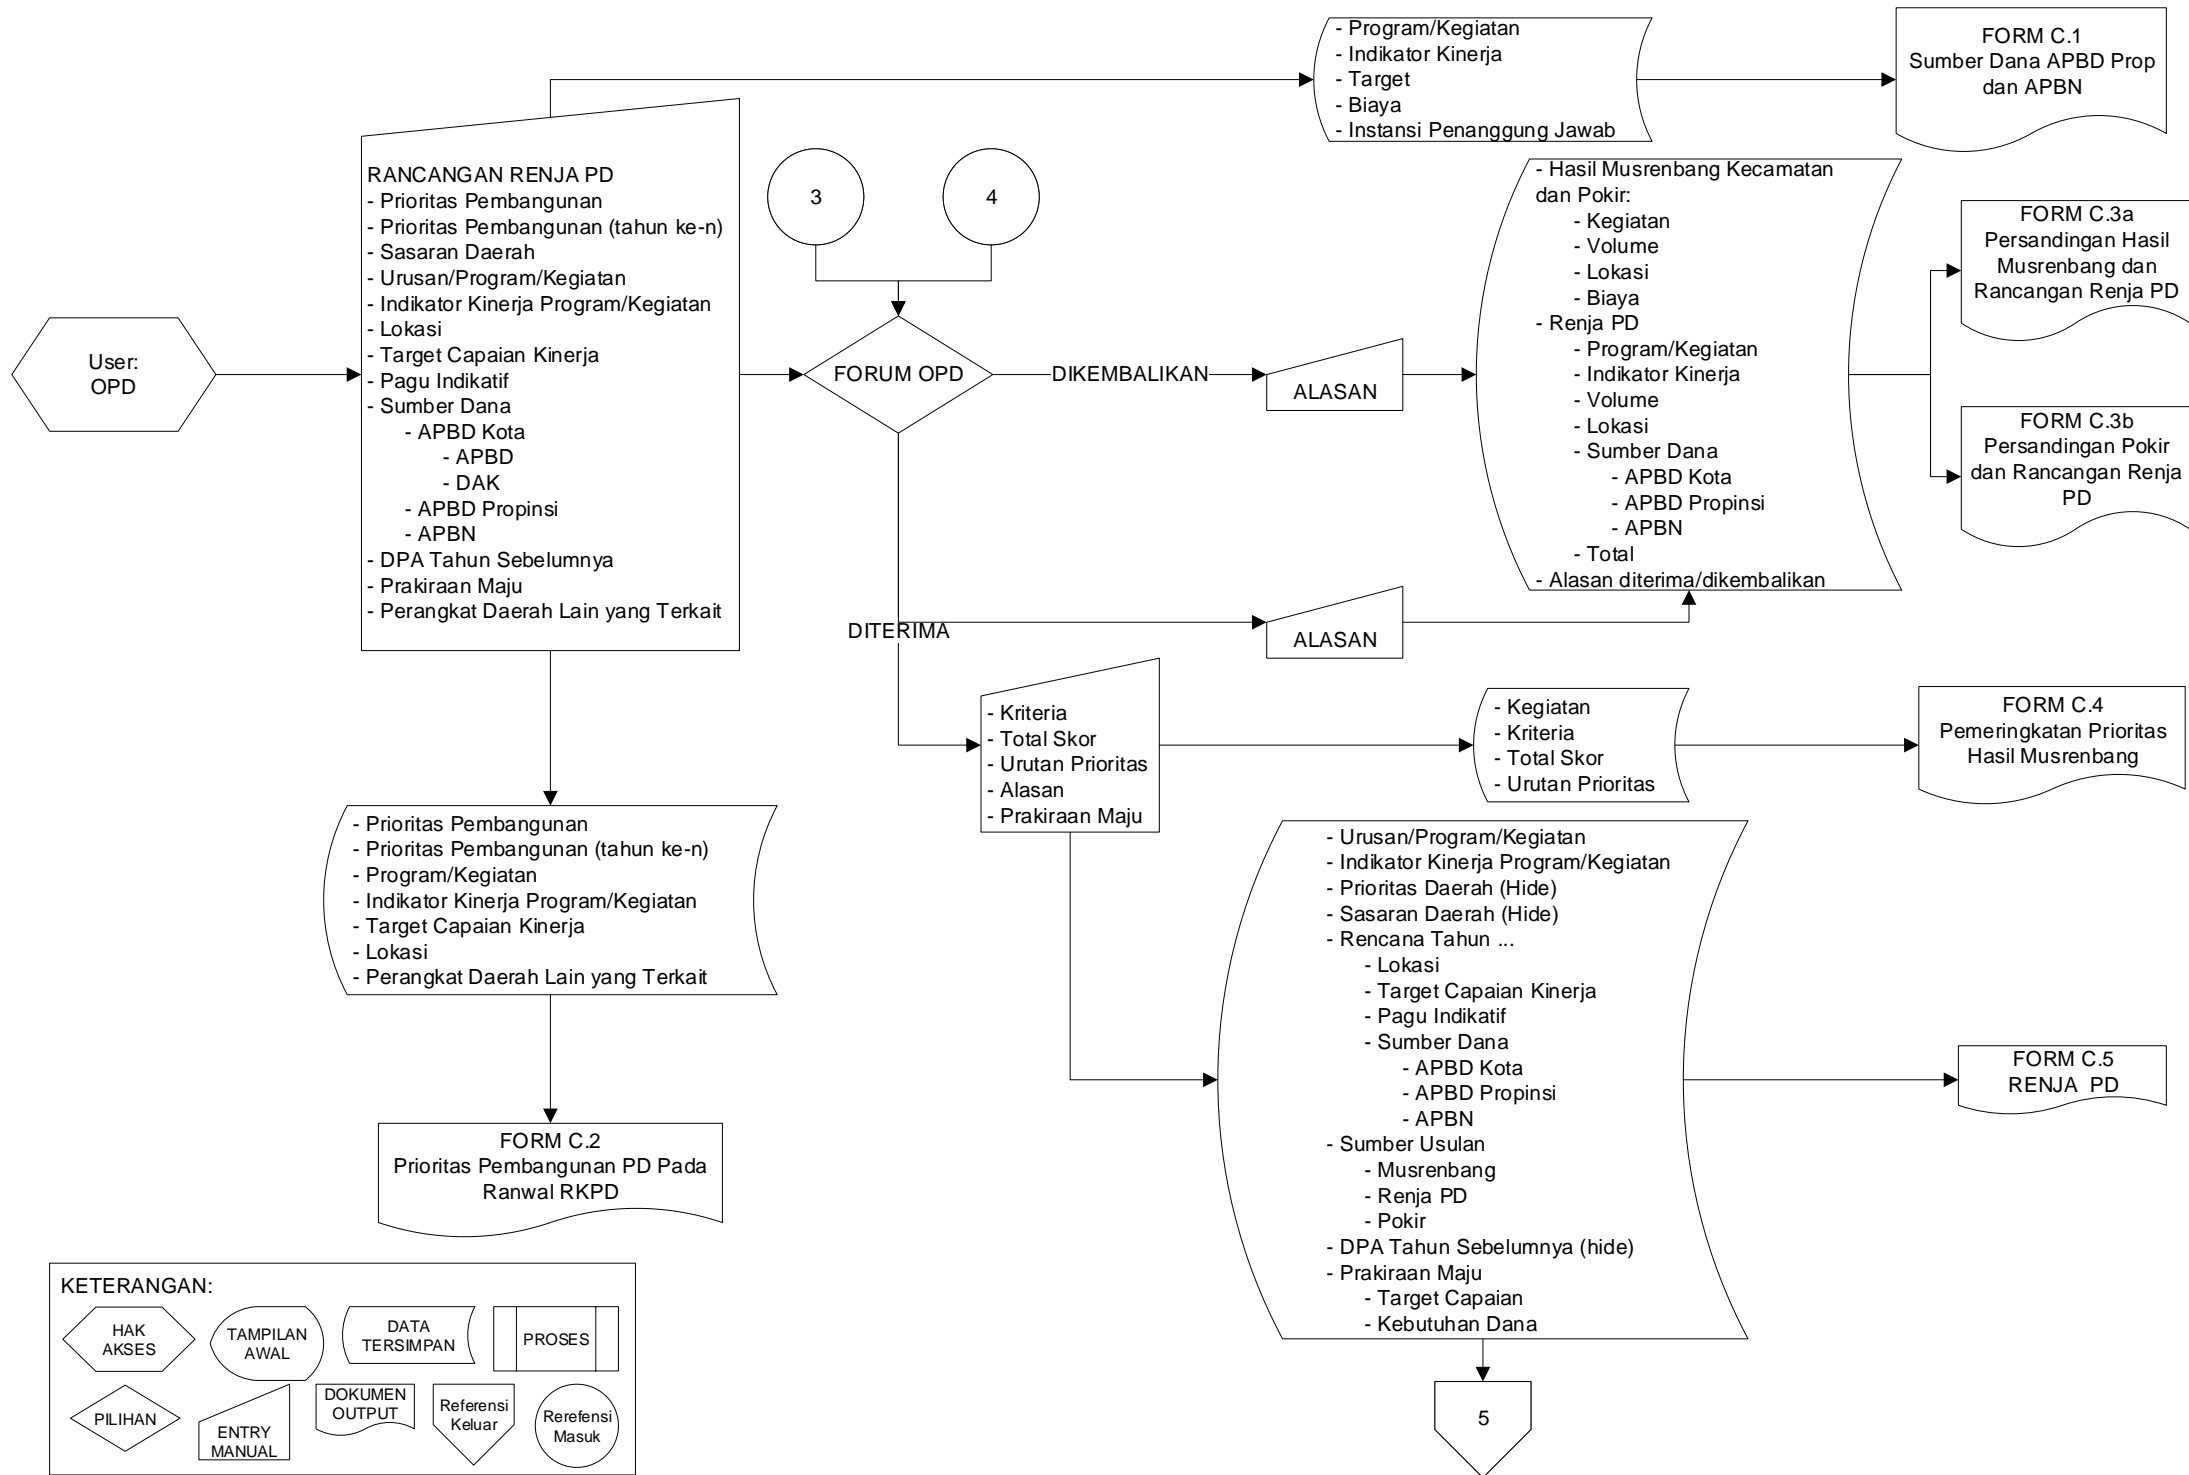 - Program/Kegiatan
- Indikator Kinerja
- Target
- Biaya
- Instansi Penanggung Jawab
FORM C.1
Sumber Dana APBD Prop
dan APBN
RANCANGAN RENJA PD
- Prioritas Pembangunan
- Prioritas Pembangunan (tahun ke-n)
- Sasaran Daerah
- Urusan/Program/Kegiatan
- Indikator Kinerja Program/Kegiatan
- Lokasi
- Target Capaian Kinerja
- Pagu Indikatif
- Sumber Dana
- APBD Kota
- APBD
- DAK
- APBD Propinsi
- APBN
- DPA Tahun Sebelumnya
- Prakiraan Maju
- Perangkat Daerah Lain yang Terkait
User:
OPD
3
4
FORUM OPD
DIKEMBALIKAN
ALASAN
- Hasil Musrenbang Kecamatan
dan Pokir:
- Kegiatan
- Volume
- Lokasi
- Biaya
- Renja PD
- Program/Kegiatan
- Indikator Kinerja
- Volume
- Lokasi
- Sumber Dana
- APBD Kota
- APBD Propinsi
- APBN
- Total
- Alasan diterima/dikembalikan
FORM C.3a
Persandingan Hasil
Musrenbang dan
Rancangan Renja PD
FORM C.3b
Persandingan Pokir
dan Rancangan Renja
PD
DITERIMA
ALASAN
- Kriteria
- Total Skor
- Urutan Prioritas
- Alasan
- Prakiraan Maju
- Kegiatan
- Kriteria
- Total Skor
- Urutan Prioritas
FORM C.4
Pemeringkatan Prioritas
Hasil Musrenbang
- Prioritas Pembangunan
- Prioritas Pembangunan (tahun ke-n)
- Program/Kegiatan
- Indikator Kinerja Program/Kegiatan
- Target Capaian Kinerja
- Lokasi
- Perangkat Daerah Lain yang Terkait
FORM C.2
Prioritas Pembangunan PD Pada
Ranwal RKPD
- Urusan/Program/Kegiatan
- Indikator Kinerja Program/Kegiatan
- Prioritas Daerah (Hide)
- Sasaran Daerah (Hide)
- Rencana Tahun ...
- Lokasi
- Target Capaian Kinerja
- Pagu Indikatif
- Sumber Dana
- APBD Kota
- APBD Propinsi
- APBN
- Sumber Usulan
- Musrenbang
- Renja PD
- Pokir
- DPA Tahun Sebelumnya (hide)
- Prakiraan Maju
- Target Capaian
- Kebutuhan Dana
FORM C.5
RENJA PD
5
KETERANGAN:
HAK
AKSES
TAMPILAN
AWAL
DATA
TERSIMPAN
PROSES
PILIHAN
ENTRY
MANUAL
DOKUMEN
OUTPUT
Referensi
Keluar
Rerefensi
Masuk